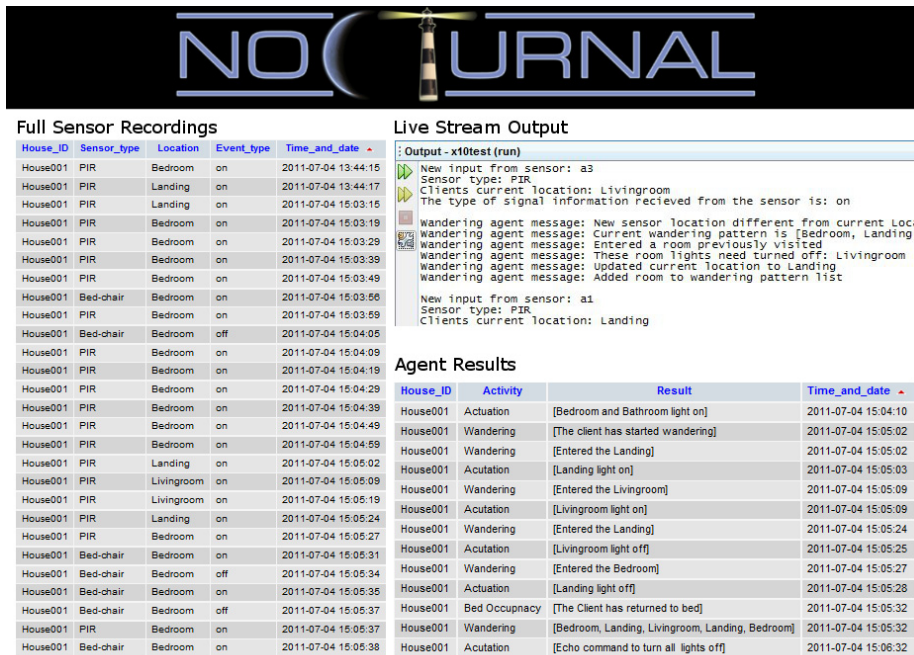 NOCTURNAL
Full Sensor Recordings
House_ID Sensor_type Location Event_type Time_and_date
House001 PIR Bedroom on 2011-07-04 13:44:15
House001 PIR Landing on 2011-07-04 13:44:17
House001 PIR Landing on 2011-07-04 15:03:15
House001 PIR Bedroom on 2011-07-04 15:03:19
House001 PIR Bedroom on 2011-07-04 15:03:29
House001 PIR Bedroom on 2011-07-04 15:03:39
House001 PIR Bedroom on 2011-07-04 15:03:49
House001 Bed-chair Bedroom on 2011-07-04 15:03:56
House001 PIR Bedroom on 2011-07-04 15:03:59
House001 Bed-chair Bedroom off 2011-07-04 15:04:05
House001 PIR Bedroom on 2011-07-04 15:04:09
House001 PIR Bedroom on 2011-07-04 15:04:19
House001 PIR Bedroom on 2011-07-04 15:04:29
House001 PIR Bedroom on 2011-07-04 15:04:39
House001 PIR Bedroom on 2011-07-04 15:04:49
House001 PIR Bedroom on 2011-07-04 15:04:59
House001 PIR Landing on 2011-07-04 15:05:02
House001 PIR Livingroom on 2011-07-04 15:05:09
House001 PIR Livingroom on 2011-07-04 15:05:19
House001 PIR Landing on 2011-07-04 15:05:24
House001 PIR Bedroom on 2011-07-04 15:05:27
House001 Bed-chair Bedroom on 2011-07-04 15:05:31
House001 Bed-chair Bedroom off 2011-07-04 15:05:34
House001 Bed-chair Bedroom on 2011-07-04 15:05:35
House001 Bed-chair Bedroom off 2011-07-04 15:05:37
House001 PIR Bedroom on 2011-07-04 15:05:37
House001 Bed-chair Bedroom on 2011-07-04 15:05:38
Live Stream Output
Output - x10test (run)
New input from sensor: a3
Sensor type: PIR
Clients current location: Livingroom
The type of signal information recieved from the sensor is: on
Wandering agent message: New sensor location different from current Loca
Wandering agent message: Current wandering pattern is [Bedroom, Landing
Wandering agent message: Entered a room previously visited
Wandering agent message: These room lights need turned off: Livingroom
Wandering agent message: Updated current location to Landing
Wandering agent message: Added room to wandering pattern list
New input from sensor: a1
Sensor type: PIR
Clients current location: Landing
Agent Results
House_ID Activity Result Time_and_date
House001 Actuation [Bedroom and Bathroom light on] 2011-07-04 15:04:10
House001 Wandering [The client has started wandering] 2011-07-04 15:05:02
House001 Wandering [Entered the Landing] 2011-07-04 15:05:02
House001 Acutation [Landing light on] 2011-07-04 15:05:03
House001 Wandering [Entered the Livingroom] 2011-07-04 15:05:09
House001 Actuation [Livingroom light on] 2011-07-04 15:05:09
House001 Wandering [Entered the Landing] 2011-07-04 15:05:24
House001 Acutation [Livingroom light off] 2011-07-04 15:05:25
House001 Wandering [Entered the Bedroom] 2011-07-04 15:05:27
House001 Actuation [Landing light off] 2011-07-04 15:05:28
House001 Bed Occupnacy [The Client has returned to bed] 2011-07-04 15:05:32
House001 Wandering [Bedroom, Landing, Livingroom, Landing, Bedroom] 2011-07-04 15:05:32
House001 Acutation [Echo command to turn all lights off] 2011-07-04 15:06:32